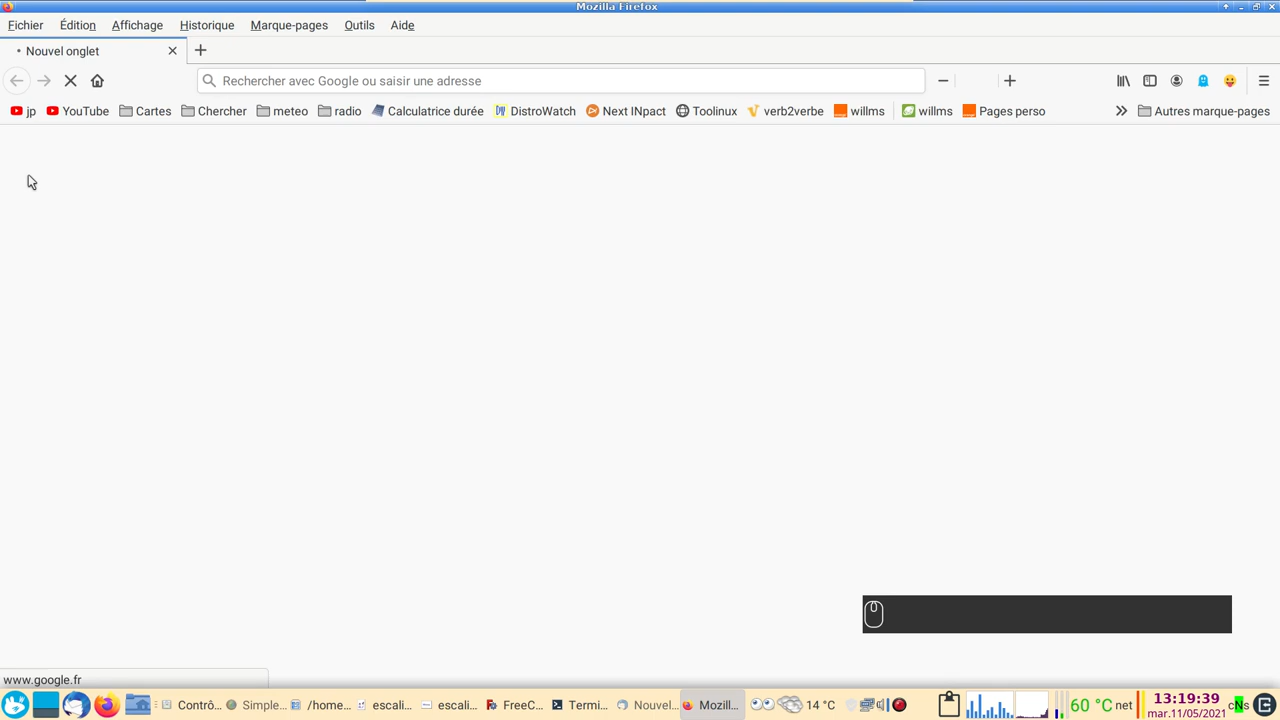 Mozilla Firefox
Fichier Édition Affichage Historique Marque-pages Outils Aide
Nouvel onglet
Rechercher avec Google ou saisir une adresse
jp YouTube Cartes Chercher meteo radio Calculatrice durée DistroWatch Next INpact Toolinux verb2verbe willms willms Pages perso Autres marque-pages
www.google.fr
Contrô... Simple... /home... escali... escali... FreeC... Termi... Nouvel... Mozill... 14 °C 60 °C net 13:19:39
mar.11/05/2021 cNs